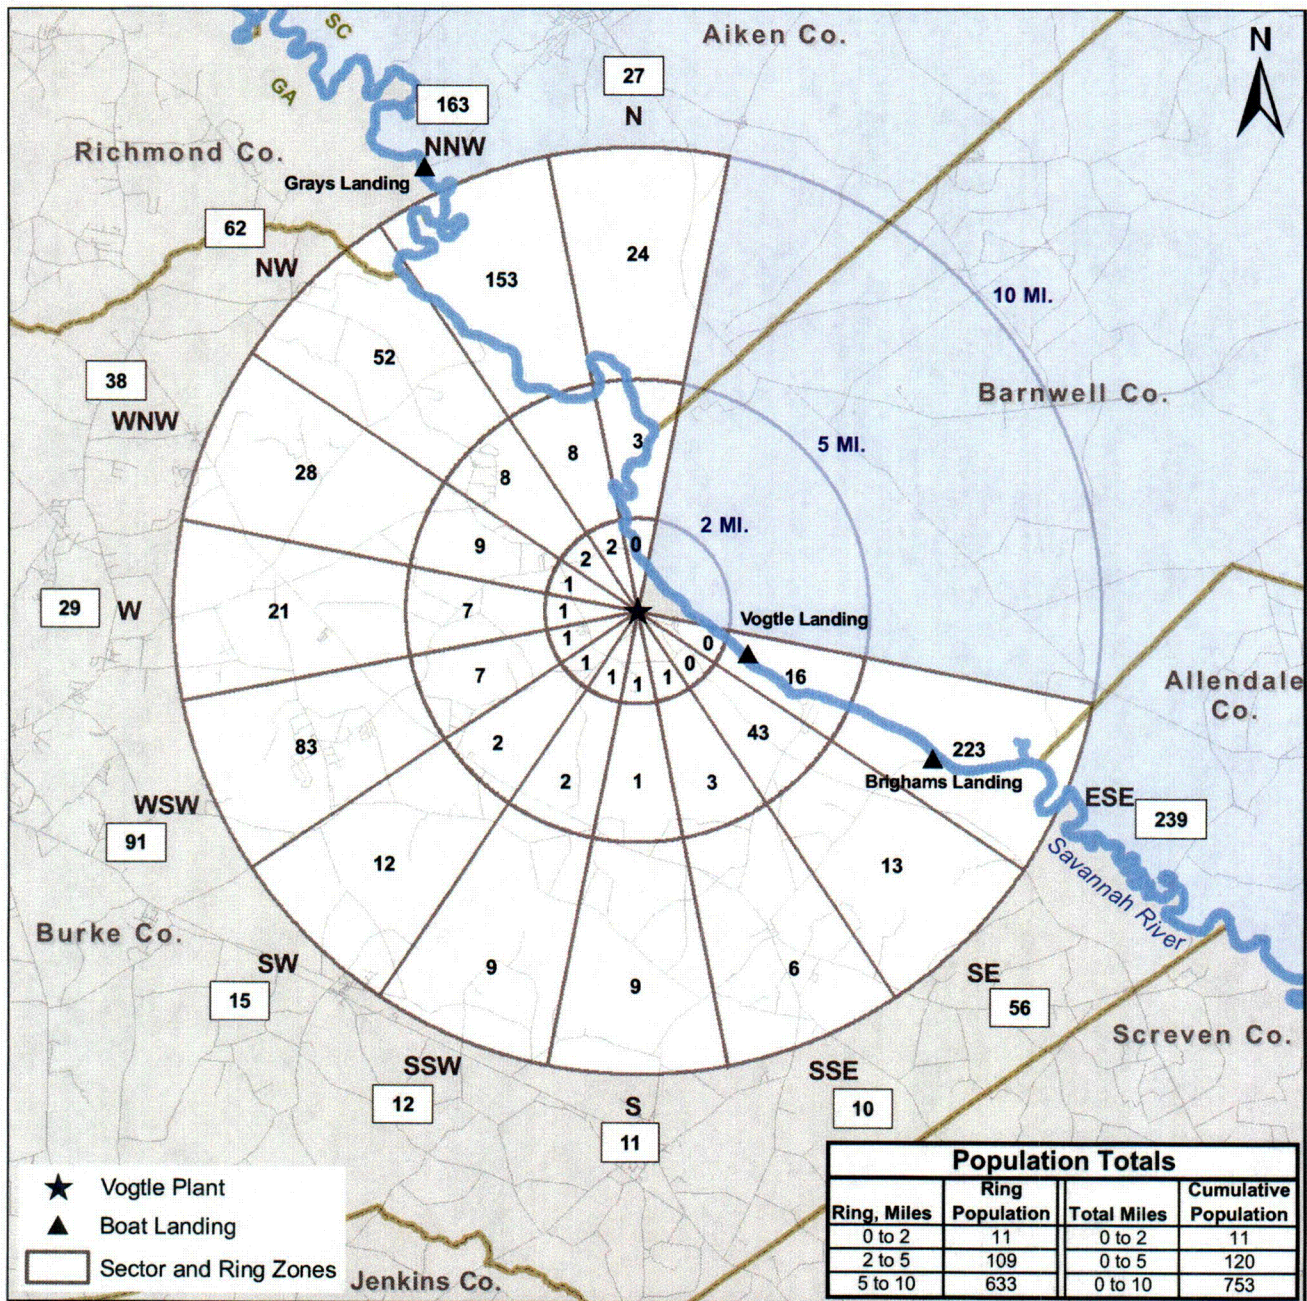 Aiken Co.
N
SC
GA
27
N
163
NNW
Richmond Co.
Grays Landing
62
NW
24
153
10 MI.
52
38
WNW
Barnwell Co.
3
5 MI.
8
8
28
2 MI.
9
2
0
2
1
29
W
21
7
1
Vogtle Landing
1
0
1
0
7
1
1
1
16
Allendale
Co.
2
43
83
223
Brighams Landing
2
1
3
ESE
239
WSW
91
12
13
Savannah River
Burke Co.
SW
15
9
9
6
SE
56
Screven Co.
SSW
12
S
11
SSE
10
Vogtle Plant
Boat Landing
Sector and Ring Zones
Jenkins Co.
Population Totals
Ring, Miles Ring Population Total Miles Cumulative Population
0 to 2 11 0 to 2 11
2 to 5 109 0 to 5 120
5 to 10 633 0 to 10 753